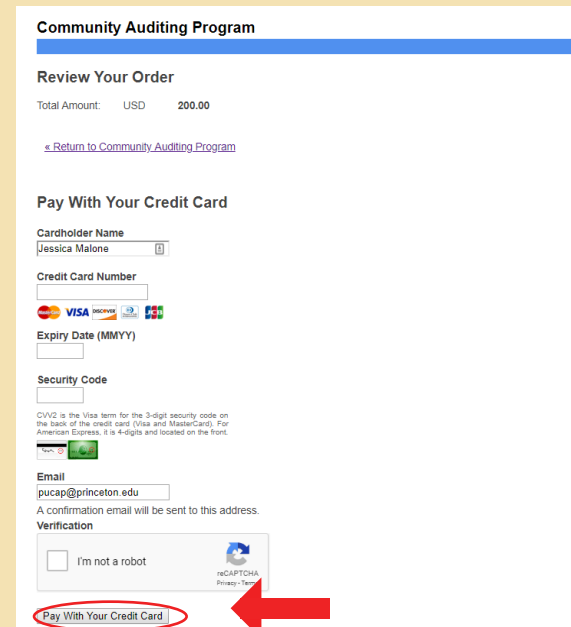 Community Auditing Program
Review Your Order
Total Amount: USD 200.00
« Return to Community Auditing Program
Pay With Your Credit Card
Cardholder Name
Jessica Malone
Credit Card Number
VISA DISCOVER JCB
Expiry Date (MMYY)
Security Code
CVV2 is the Visa term for the 3-digit security code on
the back of the credit card (Visa and MasterCard). For
American Express, it is 4-digits and located on the front.
Email
pucap@princeton.edu
A confirmation email will be sent to this address.
Verification
I'm not a robot
reCAPTCHA
Privacy - Terms
Pay With Your Credit Card